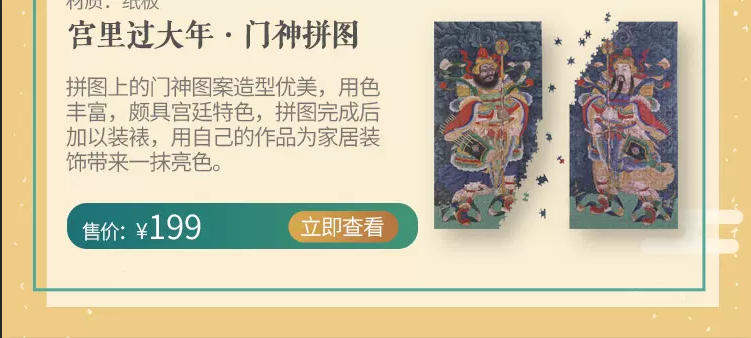 材质：纸板
宫里过大年·门神拼图
拼图上的门神图案造型优美，用色
丰富，颇具宫廷特色，拼图完成后
加以装裱，用自己的作品为家居装
饰带来一抹亮色。
售价：¥199
立即查看